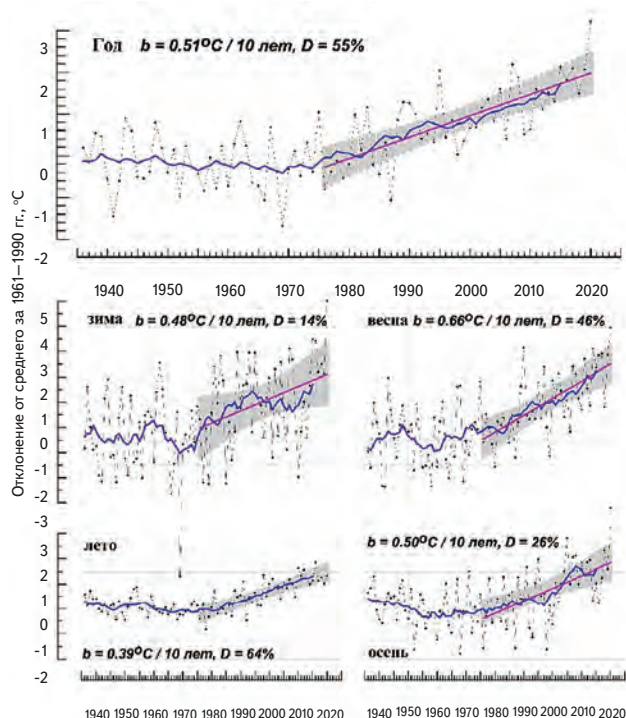 Отклонение от среднего за 1961–1990 гг., °С
3
2
1
0
-1
-2
Год b = 0.51ºC / 10 лет, D = 55%
1940 1950 1960 1970 1980 1990 2000 2010 2020
5
4
3
2
1
0
-1
-2
-3
зима b = 0.48ºC / 10 лет, D = 14%
весна b = 0.66ºC / 10 лет, D = 46%
3
2
1
0
-1
-2
лето
b = 0.39ºC / 10 лет, D = 64%
b = 0.50ºC / 10 лет, D = 26%
осень
1940 1950 1960 1970 1980 1990 2000 2010 2020
1940 1950 1960 1970 1980 1990 2000 2010 2020